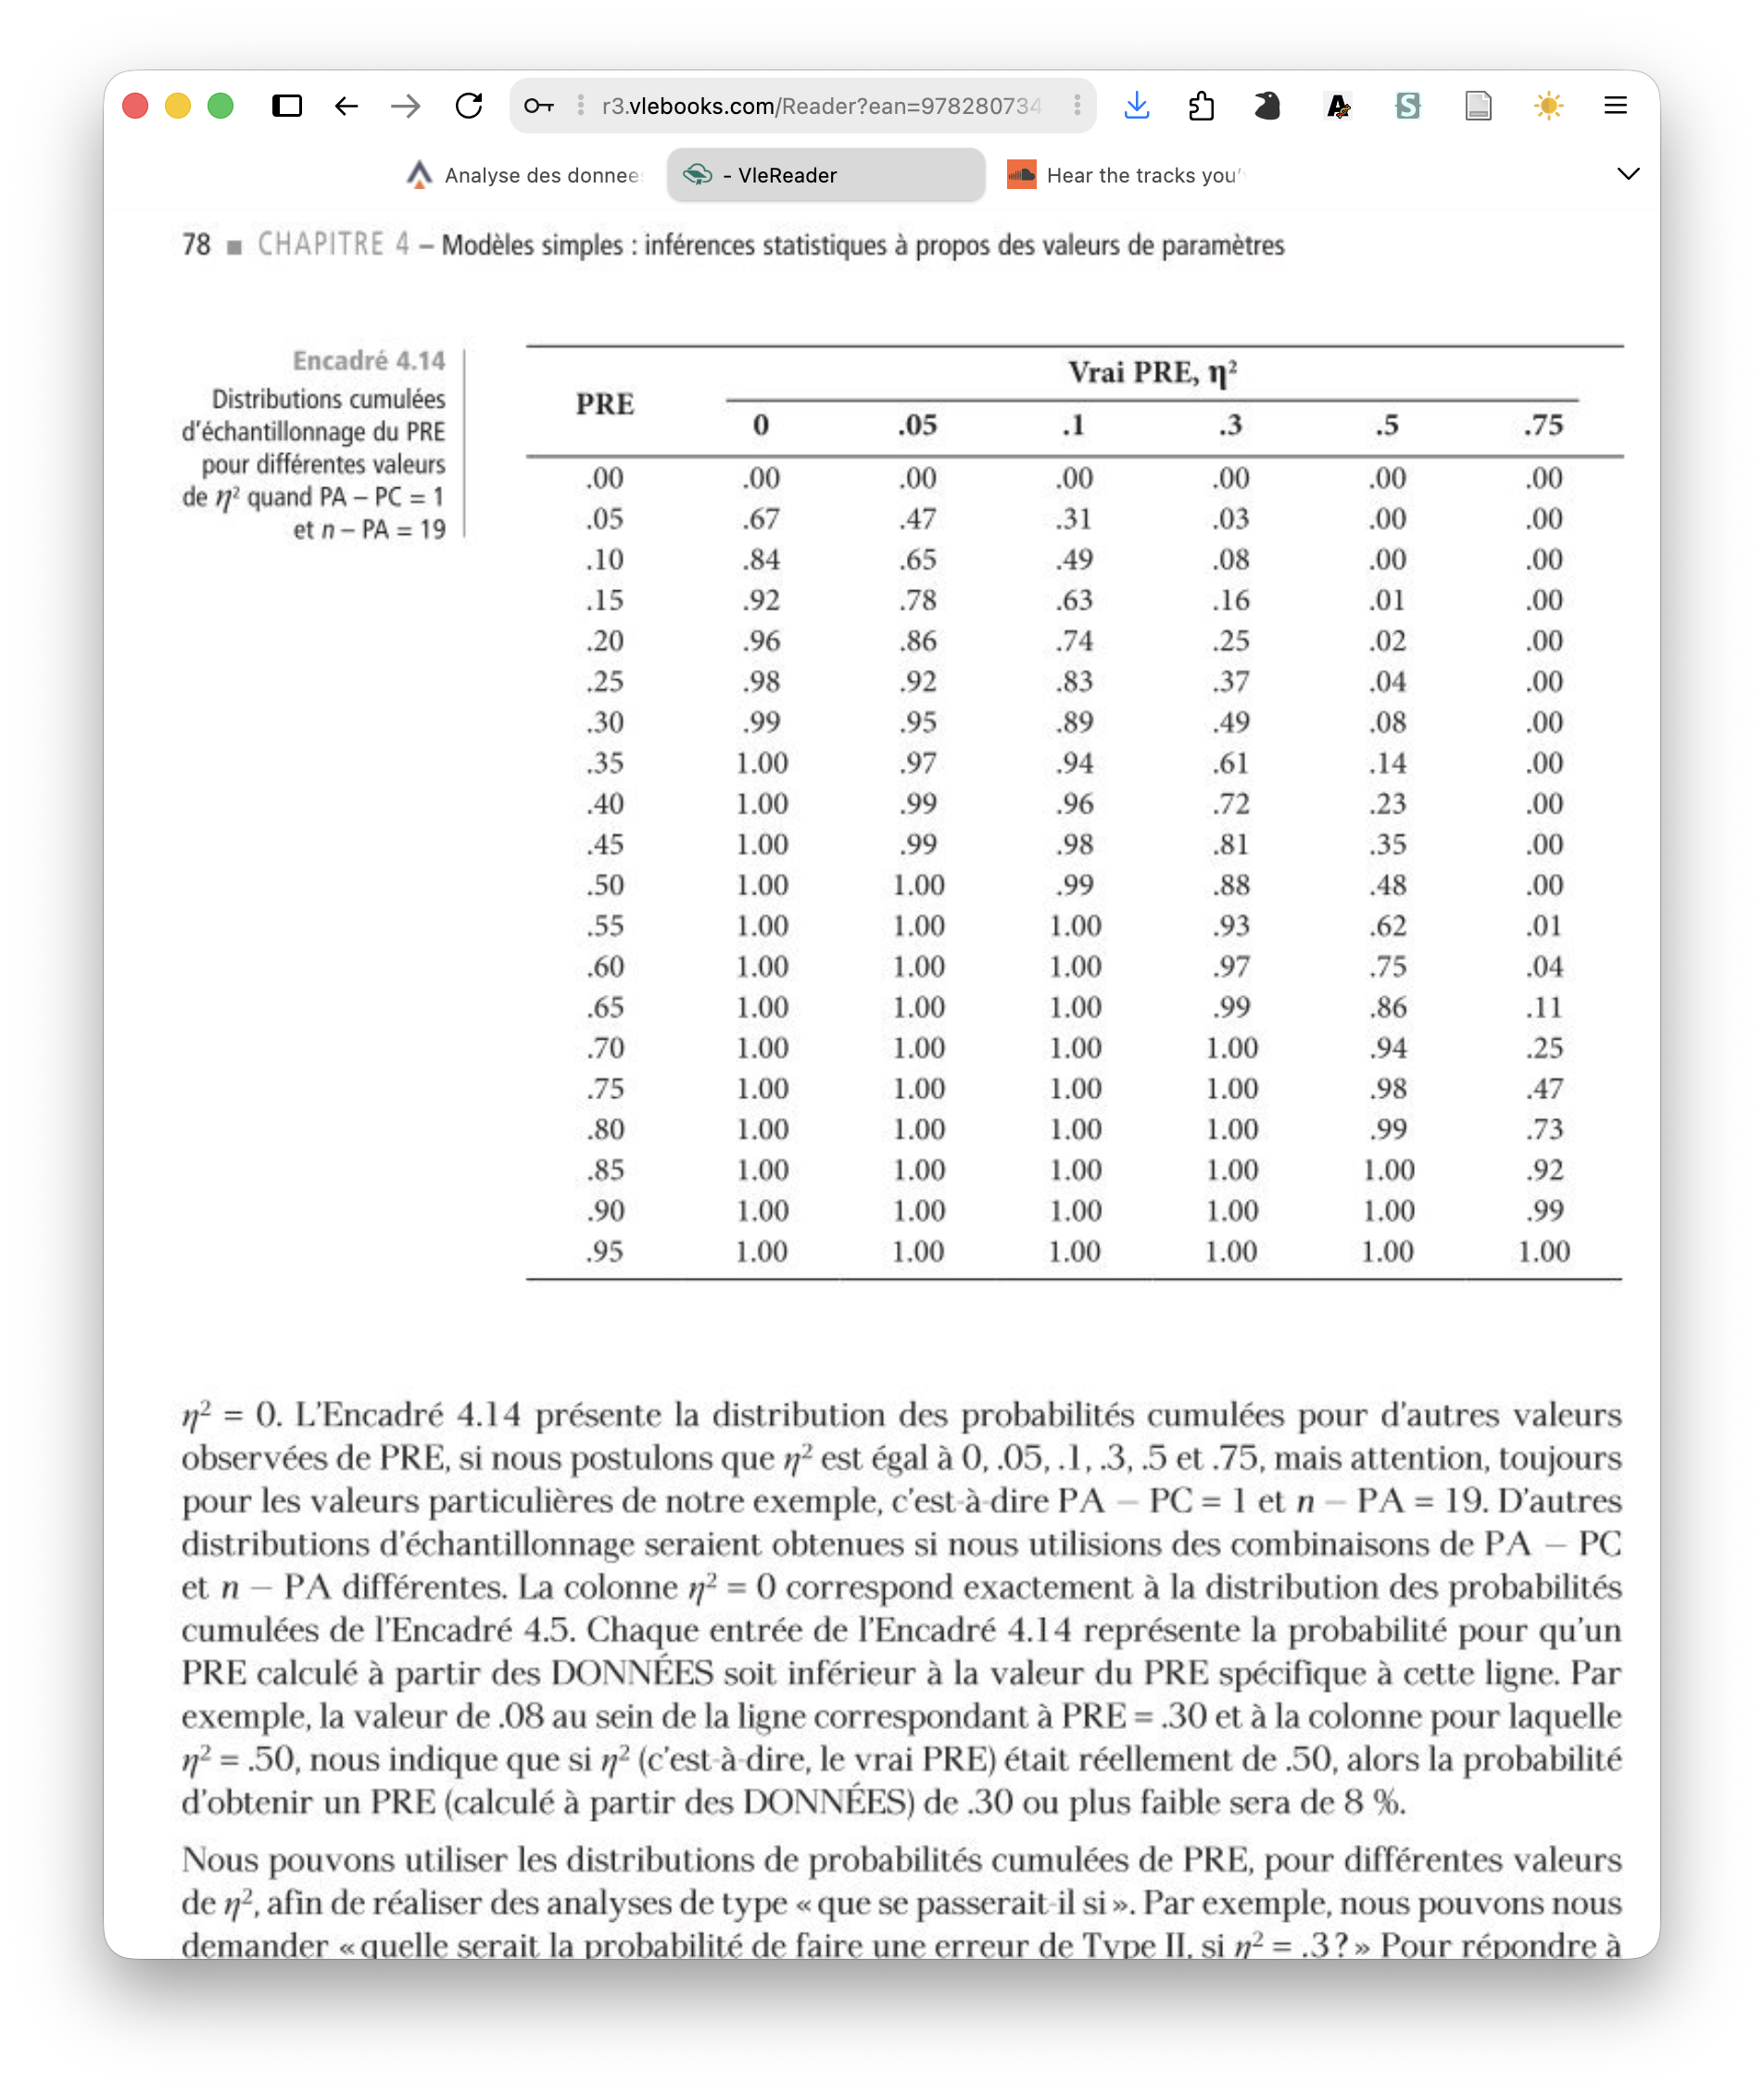 r3.vlebooks.com/Reader?ean=978280734
Analyse des donnee
- VleReader
Hear the tracks you'
78 ■ CHAPITRE 4 – Modèles simples : inférences statistiques à propos des valeurs de paramètres
Encadré 4.14
Distributions cumulées
d'échantillonnage du PRE
pour différentes valeurs
de η² quand PA – PC = 1
et n – PA = 19
Vrai PRE, η²
PRE
0 .05 .1 .3 .5 .75
.00 .00 .00 .00 .00 .00 .00
.05 .67 .47 .31 .03 .00 .00
.10 .84 .65 .49 .08 .00 .00
.15 .92 .78 .63 .16 .01 .00
.20 .96 .86 .74 .25 .02 .00
.25 .98 .92 .83 .37 .04 .00
.30 .99 .95 .89 .49 .08 .00
.35 1.00 .97 .94 .61 .14 .00
.40 1.00 .99 .96 .72 .23 .00
.45 1.00 .99 .98 .81 .35 .00
.50 1.00 1.00 .99 .88 .48 .00
.55 1.00 1.00 1.00 .93 .62 .01
.60 1.00 1.00 1.00 .97 .75 .04
.65 1.00 1.00 1.00 .99 .86 .11
.70 1.00 1.00 1.00 1.00 .94 .25
.75 1.00 1.00 1.00 1.00 .98 .47
.80 1.00 1.00 1.00 1.00 .99 .73
.85 1.00 1.00 1.00 1.00 1.00 .92
.90 1.00 1.00 1.00 1.00 1.00 .99
.95 1.00 1.00 1.00 1.00 1.00 1.00
η² = 0. L'Encadré 4.14 présente la distribution des probabilités cumulées pour d'autres valeurs
observées de PRE, si nous postulons que η² est égal à 0, .05, .1, .3, .5 et .75, mais attention, toujours
pour les valeurs particulières de notre exemple, c'est-à-dire PA – PC = 1 et n – PA = 19. D'autres
distributions d'échantillonnage seraient obtenues si nous utilisions des combinaisons de PA – PC
et n – PA différentes. La colonne η² = 0 correspond exactement à la distribution des probabilités
cumulées de l'Encadré 4.5. Chaque entrée de l'Encadré 4.14 représente la probabilité pour qu'un
PRE calculé à partir des DONNÉES soit inférieur à la valeur du PRE spécifique à cette ligne. Par
exemple, la valeur de .08 au sein de la ligne correspondant à PRE = .30 et à la colonne pour laquelle
η² = .50, nous indique que si η² (c'est-à-dire, le vrai PRE) était réellement de .50, alors la probabilité
d'obtenir un PRE (calculé à partir des DONNÉES) de .30 ou plus faible sera de 8 %.
Nous pouvons utiliser les distributions de probabilités cumulées de PRE, pour différentes valeurs
de η², afin de réaliser des analyses de type « que se passerait-il si ». Par exemple, nous pouvons nous
demander « quelle serait la probabilité de faire une erreur de Type II, si η² = .3 ? » Pour répondre à